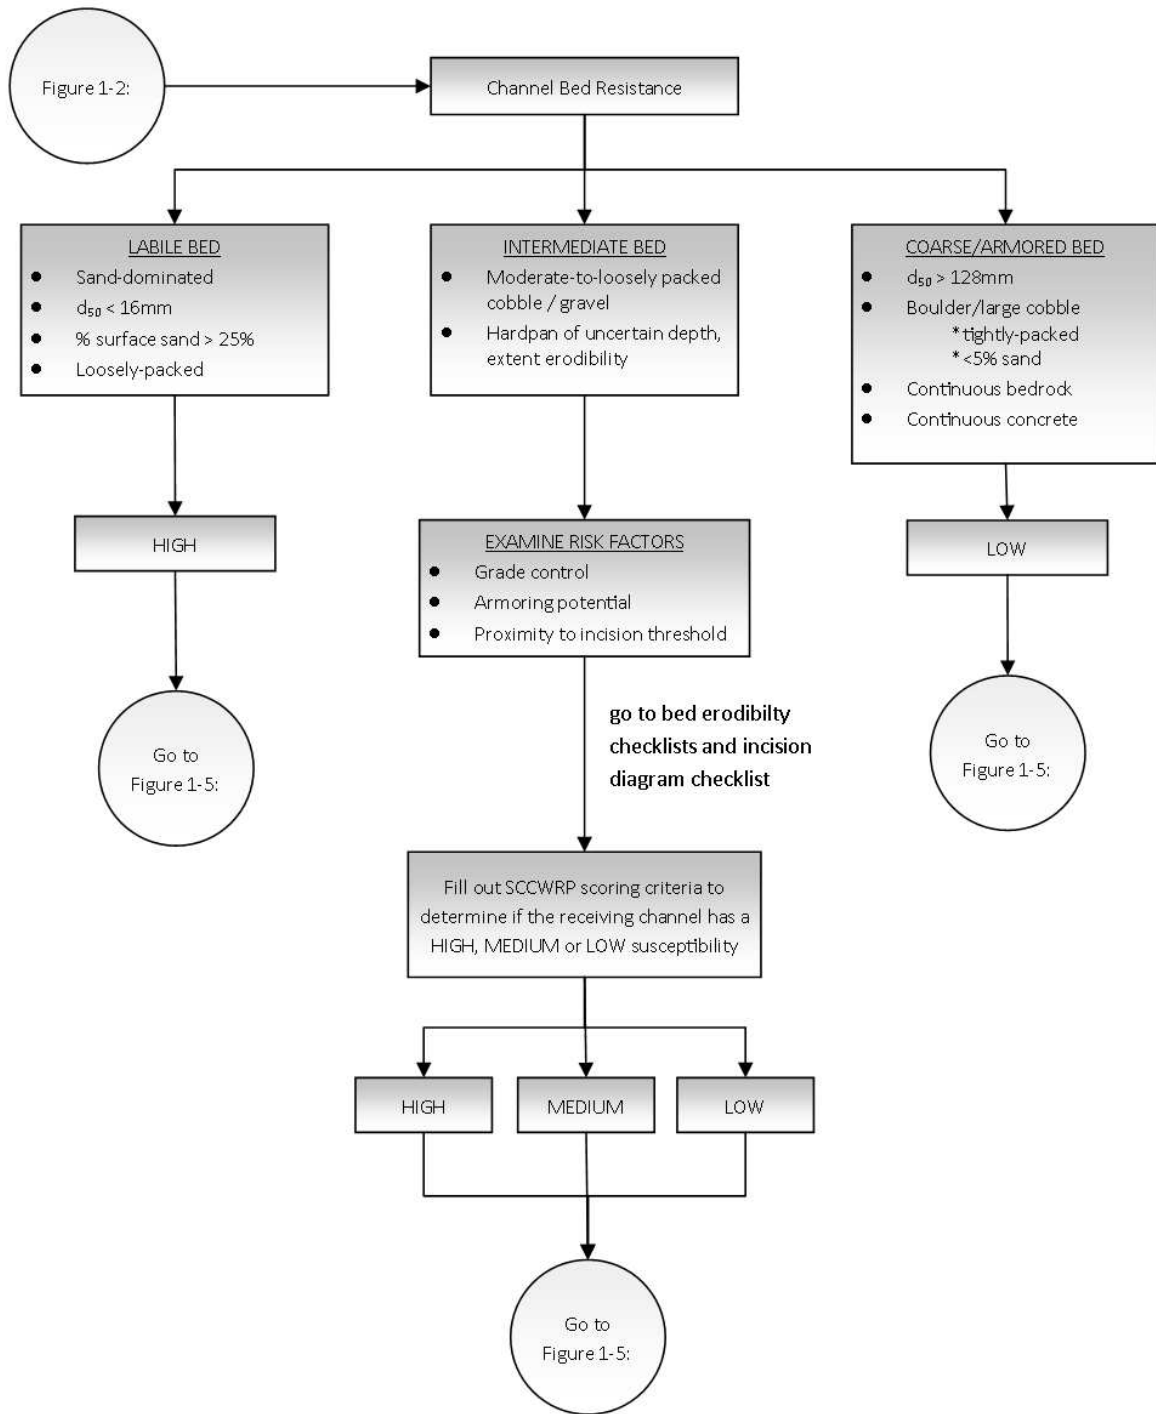 Figure 1-2:
Channel Bed Resistance
LABILE BED
● Sand-dominated
● d₅₀ < 16mm
● % surface sand > 25%
● Loosely-packed
INTERMEDIATE BED
● Moderate-to-loosely packed
cobble / gravel
● Hardpan of uncertain depth,
extent erodibility
COARSE/ARMORED BED
● d₅₀ > 128mm
● Boulder/large cobble
* tightly-packed
* <5% sand
● Continuous bedrock
● Continuous concrete
HIGH
EXAMINE RISK FACTORS
● Grade control
● Armoring potential
● Proximity to incision threshold
LOW
go to bed erodibilty
checklists and incision
diagram checklist
Go to
Figure 1-5:
Go to
Figure 1-5:
Fill out SCCWRP scoring criteria to
determine if the receiving channel has a
HIGH, MEDIUM or LOW susceptibility
HIGH
MEDIUM
LOW
Go to
Figure 1-5: